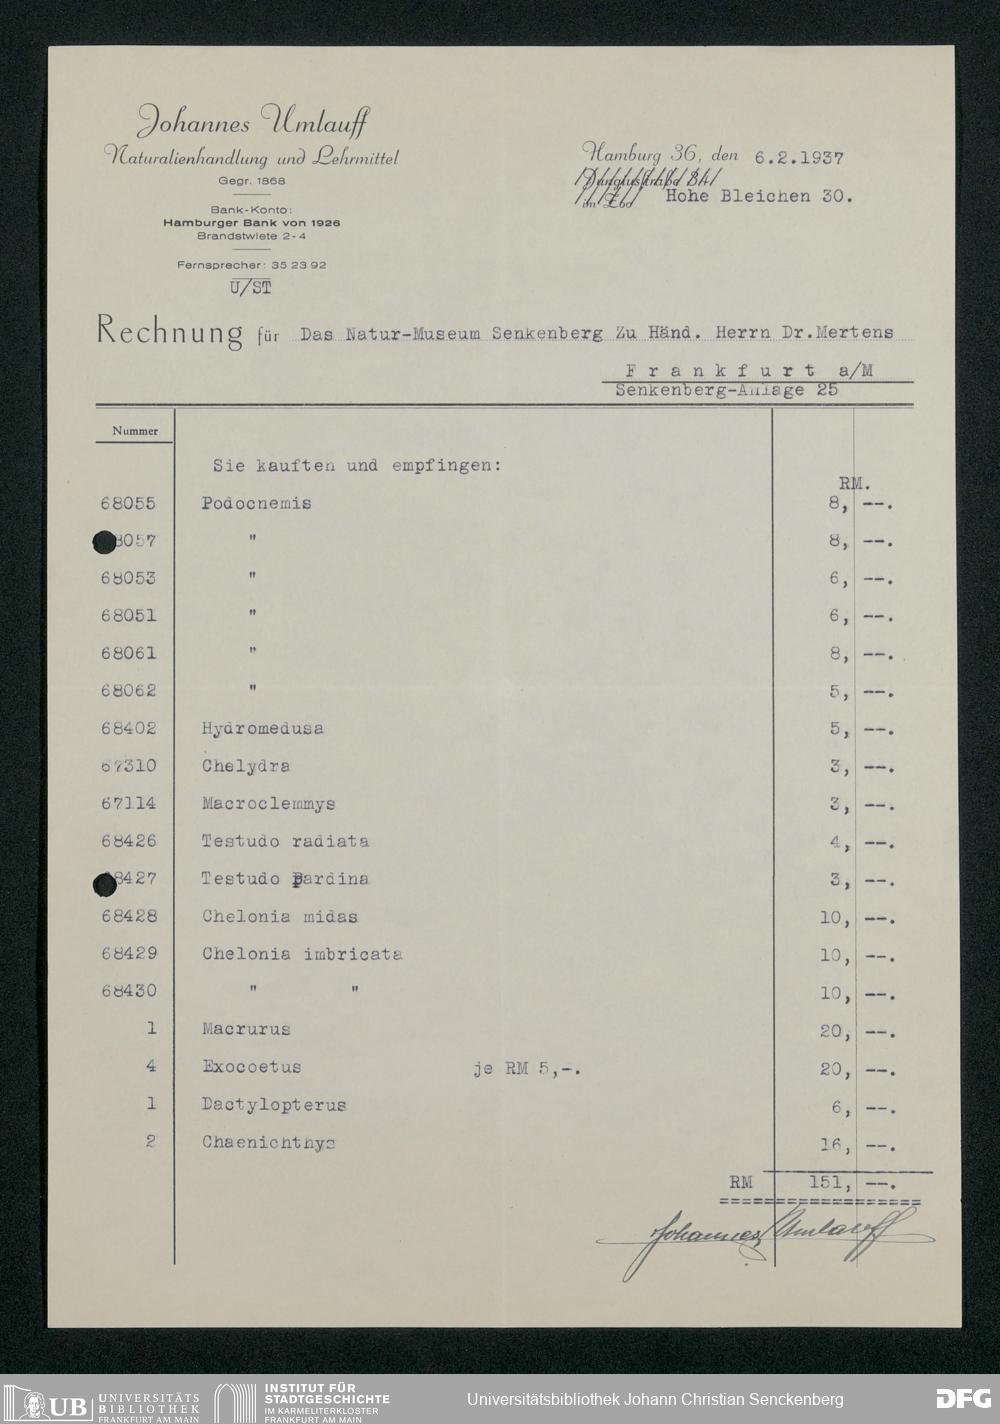 Johannes Umlauff
Naturalienhandlung und Lehrmittel
Gegr. 1868
Bank-Konto:
Hamburger Bank von 1926
Brandstwiete 2-4
Fernsprecher: 35 23 92
U/ST
Hamburg 36, den 6.2.1937
Jungiusstraße
im Zoo Hohe Bleichen 30.
Rechnung für Das Natur-Museum Senkenberg Zu Händ. Herrn Dr.Mertens
Frankfurt a/M
Senkenberg-Anlage 25
Nummer
Sie kauften und empfingen:
RM.
68055 Podocnemis 8, --.
8057 " 8, --.
68053 " 6, --.
68051 " 6, --.
68061 " 8, --.
68062 " 5, --.
68402 Hydromedusa 5, --.
67310 Chelydra 3, --.
67114 Macroclemmys 3, --.
68426 Testudo radiata 4, --.
8427 Testudo Pardina 3, --.
68428 Chelonia midas 10, --.
68429 Chelonia imbricata 10, --.
68430 " " 10, --.
1 Macrurus 20, --.
4 Exocoetus je RM 5,-. 20, --.
1 Dactylopterus 6, --.
2 Chaenichthys 16, --.
RM 151, --.
Johannes Umlauff
UB UNIVERSITÄTS
BIBLIOTHEK
FRANKFURT AM MAIN
INSTITUT FÜR
STADTGESCHICHTE
IM KARMELITERKLOSTER
FRANKFURT AM MAIN
Universitätsbibliothek Johann Christian Senckenberg
DFG